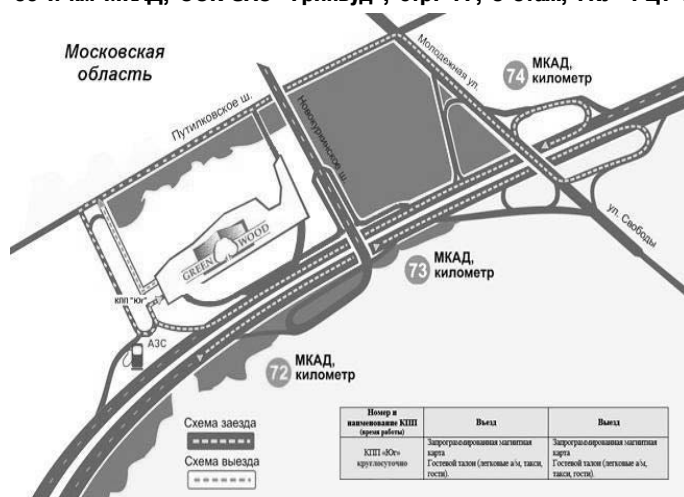 Московская
область
Путилковское ш.
Новокуркинское ш.
Молодежная ул.
74
МКАД,
километр
ул. Свободы
GREEN WOOD
КПП "Юг"
АЗС
73
МКАД,
километр
72
МКАД,
километр
Схема заезда
Схема выезда
Номер и
наименование КПП
(время работы)
Въезд
Выезд
КПП «Юг»
круглосуточно
Запрограммированная магнитная
карта
Гостевой талон (легковые а/м, такси,
гости).
Запрограммированная магнитная
карта
Гостевой талон (легковые а/м, такси,
гости).